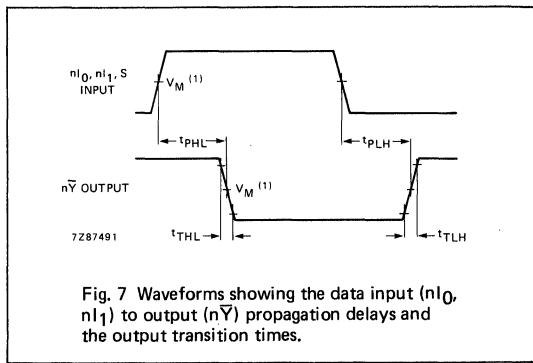 nI0, nI1, S
INPUT
VM (1)
tPHL
tPLH
nY̅ OUTPUT
VM (1)
7Z87491
tTHL
tTLH
Fig. 7 Waveforms showing the data input (nI0,
nI1) to output (nY̅) propagation delays and
the output transition times.